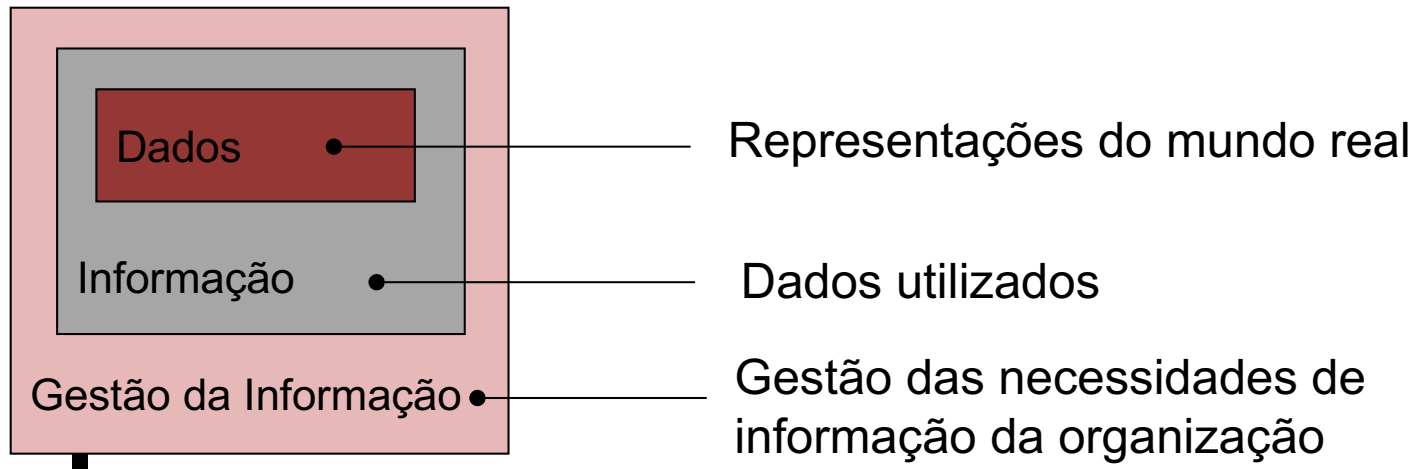 Dados
Representações do mundo real
Informação
Dados utilizados
Gestão da Informação
Gestão das necessidades de
informação da organização